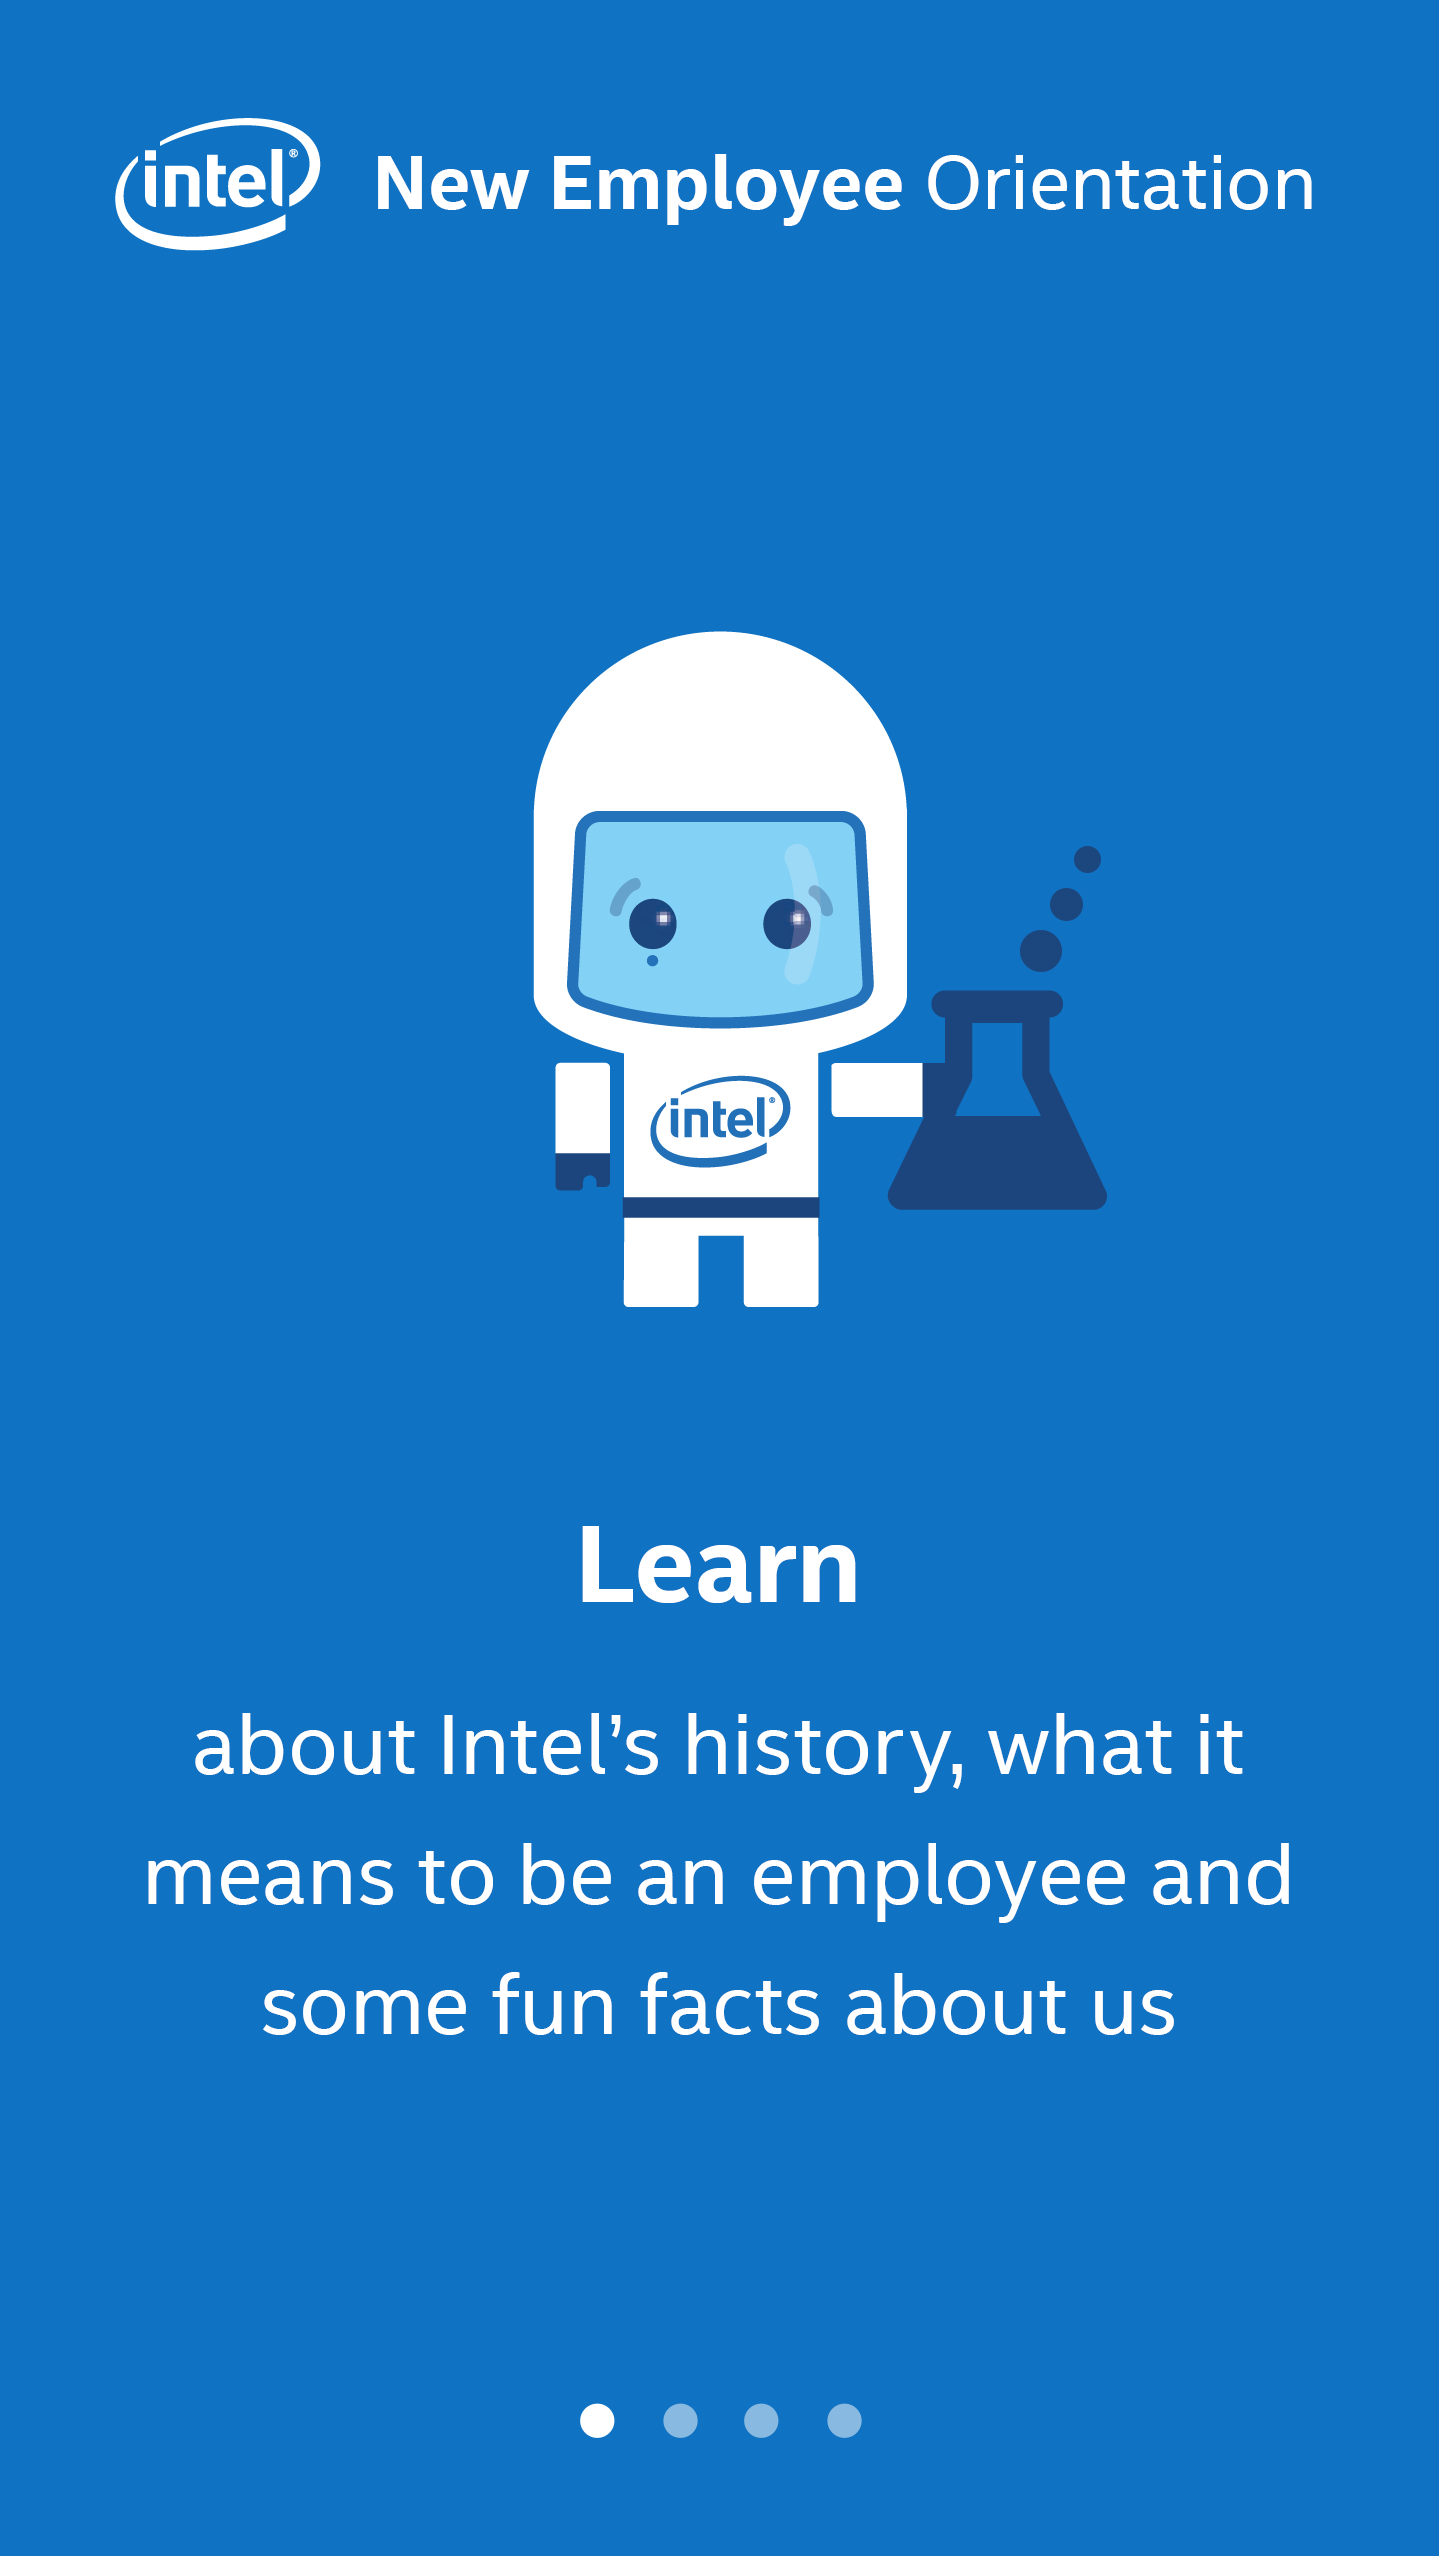 intel® New Employee Orientation
intel®
Learn
about Intel’s history, what it
means to be an employee and
some fun facts about us